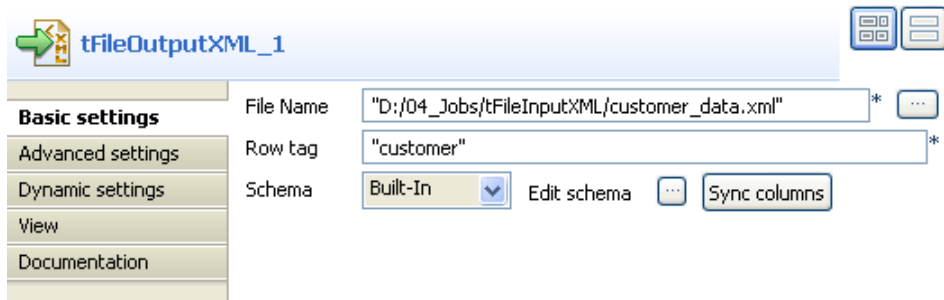 tFileOutputXML_1
Basic settings
Advanced settings
Dynamic settings
View
Documentation
File Name "D:/04_Jobs/tFileInputXML/customer_data.xml" * ...
Row tag "customer" *
Schema Built-In Edit schema ... Sync columns